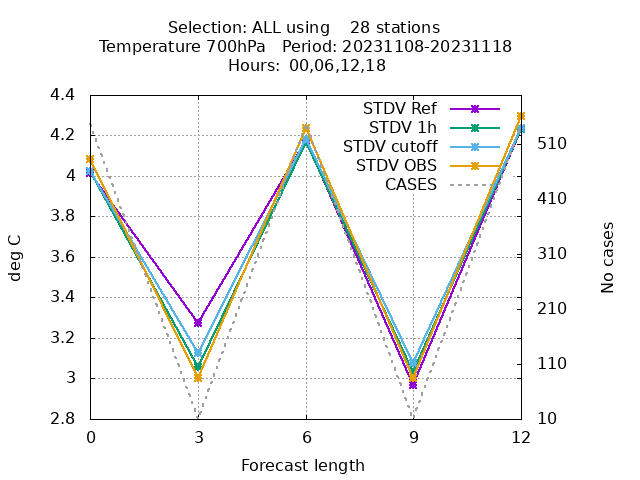 Selection: ALL using    28 stations
Temperature 700hPa   Period: 20231108-20231118
Hours: 00,06,12,18
STDV Ref
STDV 1h
STDV cutoff
STDV OBS
CASES
4.4
4.2
4
3.8
3.6
3.4
3.2
3
2.8
510
410
310
210
110
10
0
3
6
9
12
deg C
No cases
Forecast length